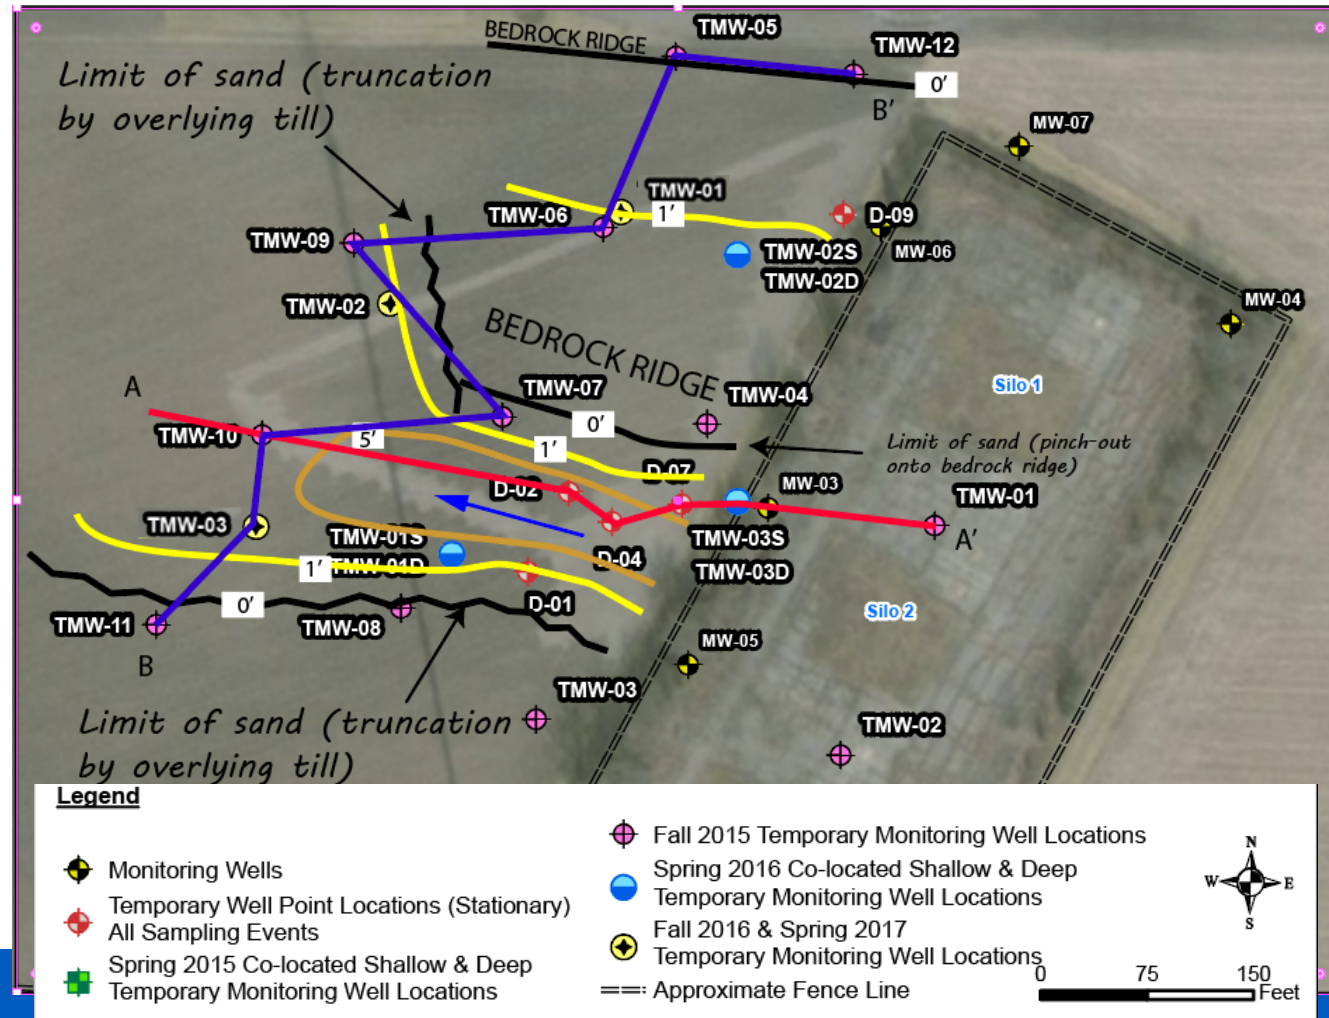 TMW-05
BEDROCK RIDGE
TMW-12
Limit of sand (truncation
by overlying till)
0'
B'
MW-07
TMW-01
TMW-06
1'
D-09
TMW-09
TMW-02S
MW-06
TMW-02D
TMW-02
MW-04
BEDROCK RIDGE
A
TMW-07
Silo 1
TMW-04
0'
TMW-10
5'
1'
Limit of sand (pinch-out
onto bedrock ridge)
D-07
D-02
MW-03
TMW-01
TMW-03
TMW-01S
TMW-03S
A'
D-04
1'
TMW-01D
TMW-03D
0'
D-01
Silo 2
TMW-11
TMW-08
MW-05
B
TMW-03
Limit of sand (truncation
by overlying till)
TMW-02
Legend
Monitoring Wells
Temporary Well Point Locations (Stationary)
All Sampling Events
Spring 2015 Co-located Shallow & Deep
Temporary Monitoring Well Locations
Fall 2015 Temporary Monitoring Well Locations
Spring 2016 Co-located Shallow & Deep
Temporary Monitoring Well Locations
Fall 2016 & Spring 2017
Temporary Monitoring Well Locations
Approximate Fence Line
N
W E
S
0 75 150
Feet